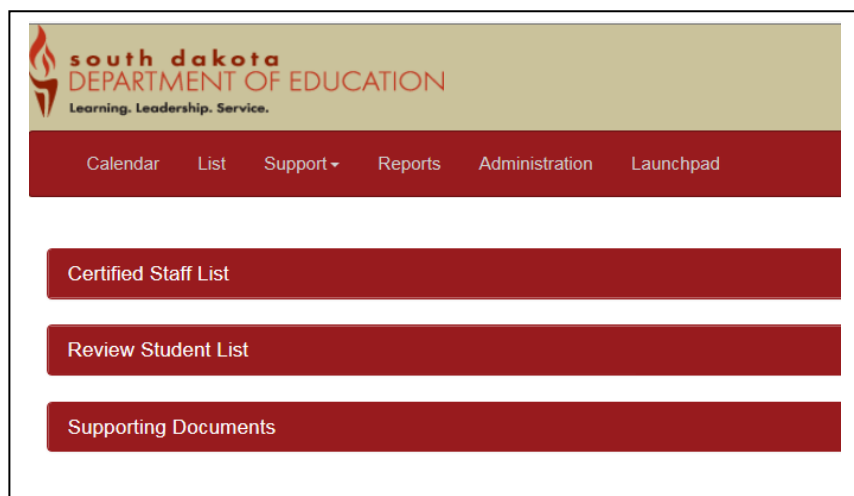 south dakota
DEPARTMENT OF EDUCATION
Learning. Leadership. Service.
Calendar List Support Reports Administration Launchpad
Certified Staff List
Review Student List
Supporting Documents